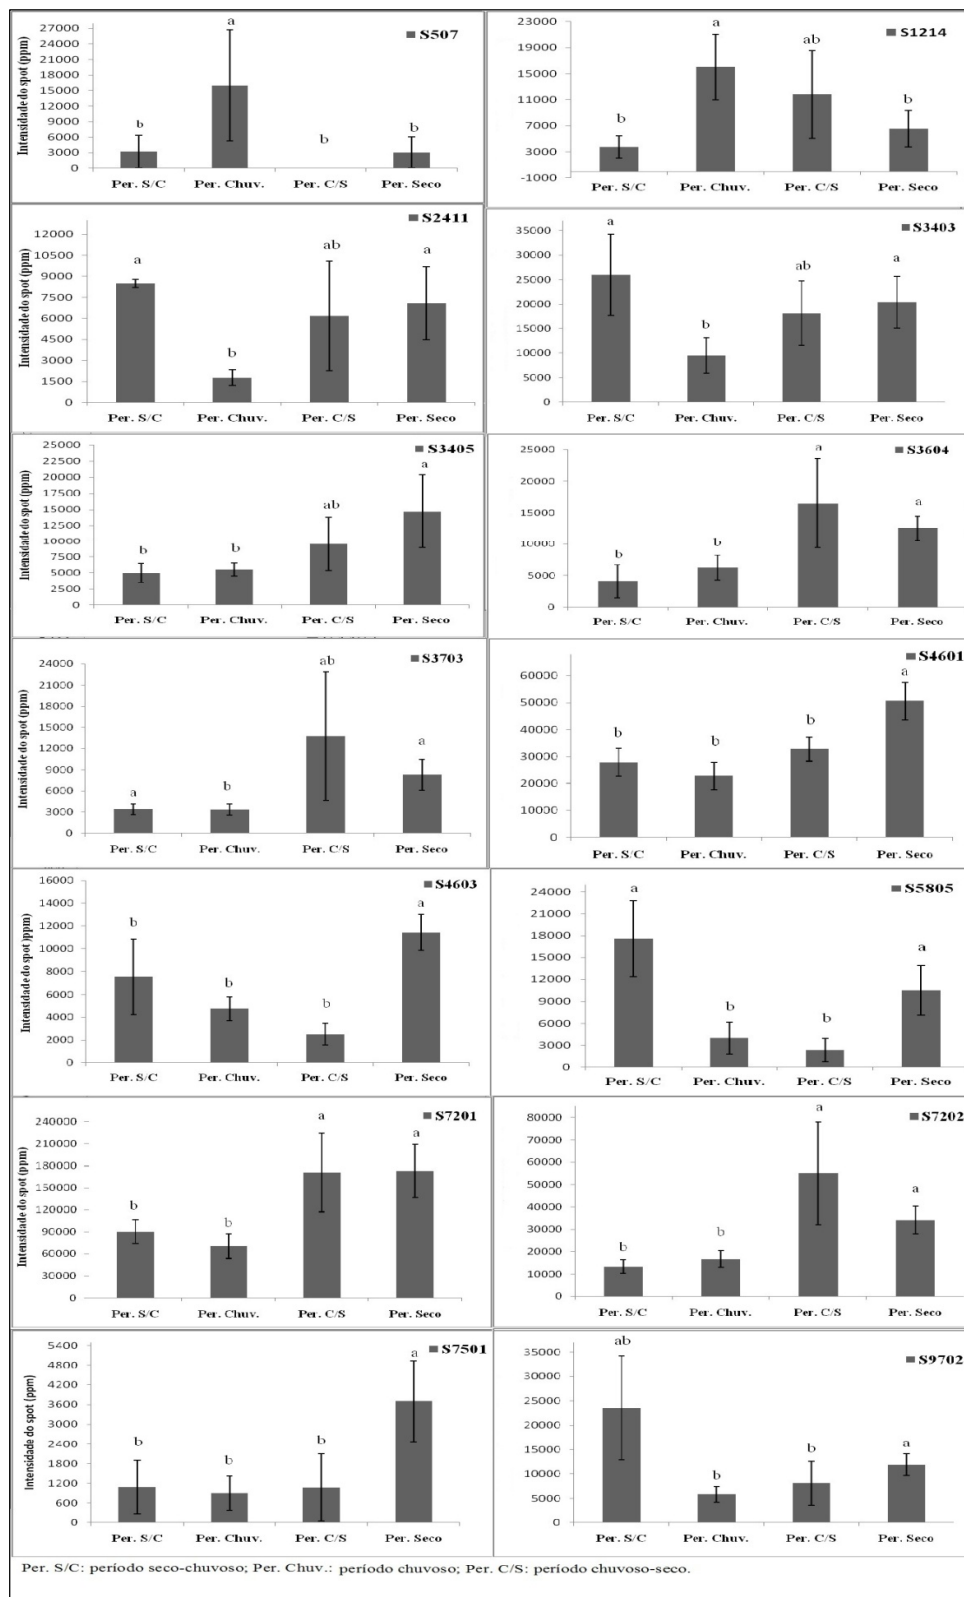 S507
Intensidade do spot (ppm)
27000
24000
21000
18000
15000
12000
9000
6000
3000
0
b
a
b
b
Per. S/C Per. Chuv. Per. C/S Per. Seco
S1214
23000
19000
15000
11000
7000
3000
-1000
b
a
ab
b
Per. S/C Per. Chuv. Per. C/S Per. Seco
S2411
Intensidade do spot (ppm)
12000
10500
9000
7500
6000
4500
3000
1500
0
a
b
ab
a
Per. S/C Per. Chuv. Per. C/S Per. Seco
S3403
35000
30000
25000
20000
15000
10000
5000
0
a
b
ab
a
Per. S/C Per. Chuv. Per. C/S Per. Seco
S3405
Intensidade do spot (ppm)
25000
22500
20000
17500
15000
12500
10000
7500
5000
2500
0
b
b
ab
a
Per. S/C Per. Chuv. Per. C/S Per. Seco
S3604
25000
20000
15000
10000
5000
0
b
b
a
a
Per. S/C Per. Chuv. Per. C/S Per. Seco
S3703
Intensidade do spot (ppm)
24000
21000
18000
15000
12000
9000
6000
3000
0
a
b
ab
a
Per. S/C Per. Chuv. Per. C/S Per. Seco
S4601
60000
50000
40000
30000
20000
10000
0
b
b
b
a
Per. S/C Per. Chuv. Per. C/S Per. Seco
S4603
Intensidade do spot )ppm)
16000
14000
12000
10000
8000
6000
4000
2000
0
b
b
b
a
Per. S/C Per. Chuv. Per. C/S Per. Seco
S5805
24000
21000
18000
15000
12000
9000
6000
3000
0
a
b
b
a
Per. S/C Per. Chuv. Per. C/S Per. Seco
S7201
Intensidade do spot (ppm)
240000
210000
180000
150000
120000
90000
60000
30000
0
b
b
a
a
Per. S/C Per. Chuv. Per. C/S Per. Seco
S7202
80000
70000
60000
50000
40000
30000
20000
10000
0
b
b
a
a
Per. S/C Per. Chuv. Per. C/S Per. Seco
S7501
Intensidade do spot (ppm)
5400
4800
4200
3600
3000
2400
1800
1200
600
0
b
b
b
a
Per. S/C Per. Chuv. Per. C/S Per. Seco
S9702
35000
30000
25000
20000
15000
10000
5000
0
ab
b
b
a
Per. S/C Per. Chuv. Per. C/S Per. Seco
Per. S/C: período seco-chuvoso; Per. Chuv.: período chuvoso; Per. C/S: período chuvoso-seco.